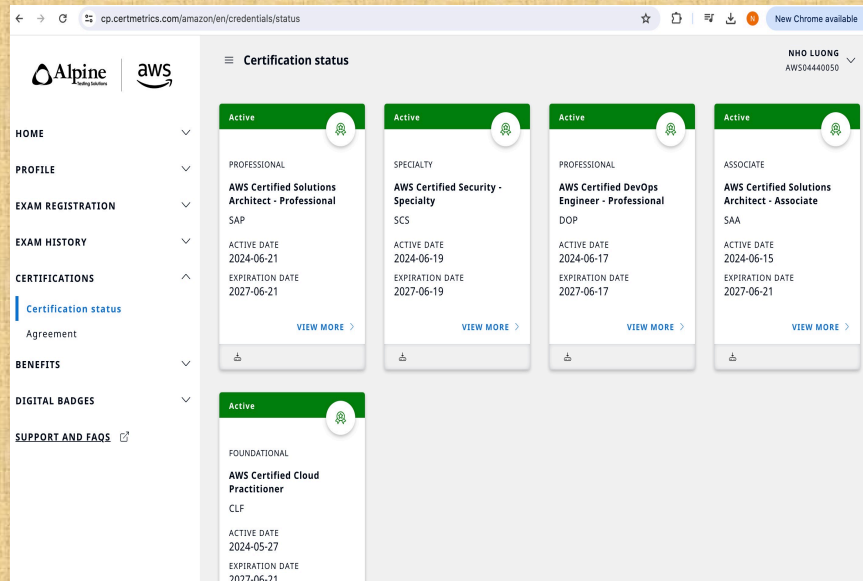 cp.certmetrics.com/amazon/en/credentials/status
New Chrome available
N
Alpine
Testing Solutions
aws
Certification status
NHO LUONG
AWS04440050
HOME
PROFILE
EXAM REGISTRATION
EXAM HISTORY
CERTIFICATIONS
Certification status
Agreement
BENEFITS
DIGITAL BADGES
SUPPORT AND FAQS
Active
PROFESSIONAL
AWS Certified Solutions
Architect - Professional
SAP
ACTIVE DATE
2024-06-21
EXPIRATION DATE
2027-06-21
VIEW MORE
Active
SPECIALTY
AWS Certified Security -
Specialty
SCS
ACTIVE DATE
2024-06-19
EXPIRATION DATE
2027-06-19
VIEW MORE
Active
PROFESSIONAL
AWS Certified DevOps
Engineer - Professional
DOP
ACTIVE DATE
2024-06-17
EXPIRATION DATE
2027-06-17
VIEW MORE
Active
ASSOCIATE
AWS Certified Solutions
Architect - Associate
SAA
ACTIVE DATE
2024-06-15
EXPIRATION DATE
2027-06-21
VIEW MORE
Active
FOUNDATIONAL
AWS Certified Cloud
Practitioner
CLF
ACTIVE DATE
2024-05-27
EXPIRATION DATE
2027-06-21